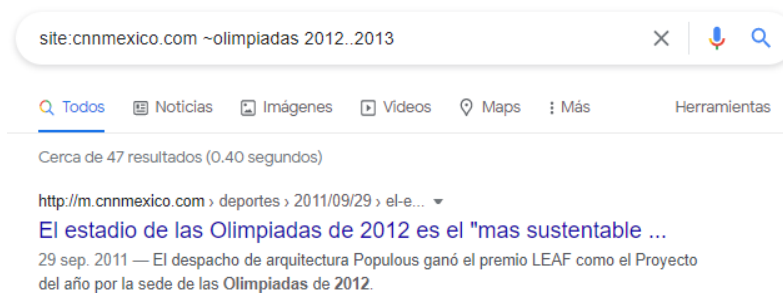 site:cnnmexico.com ~olimpiadas 2012..2013
Todos Noticias Imágenes Videos Maps Más Herramientas
Cerca de 47 resultados (0.40 segundos)
http://m.cnnmexico.com › deportes › 2011/09/29 › el-e...
El estadio de las Olimpiadas de 2012 es el "mas sustentable ...
29 sep. 2011 — El despacho de arquitectura Populous ganó el premio LEAF como el Proyecto
del año por la sede de las Olimpiadas de 2012.